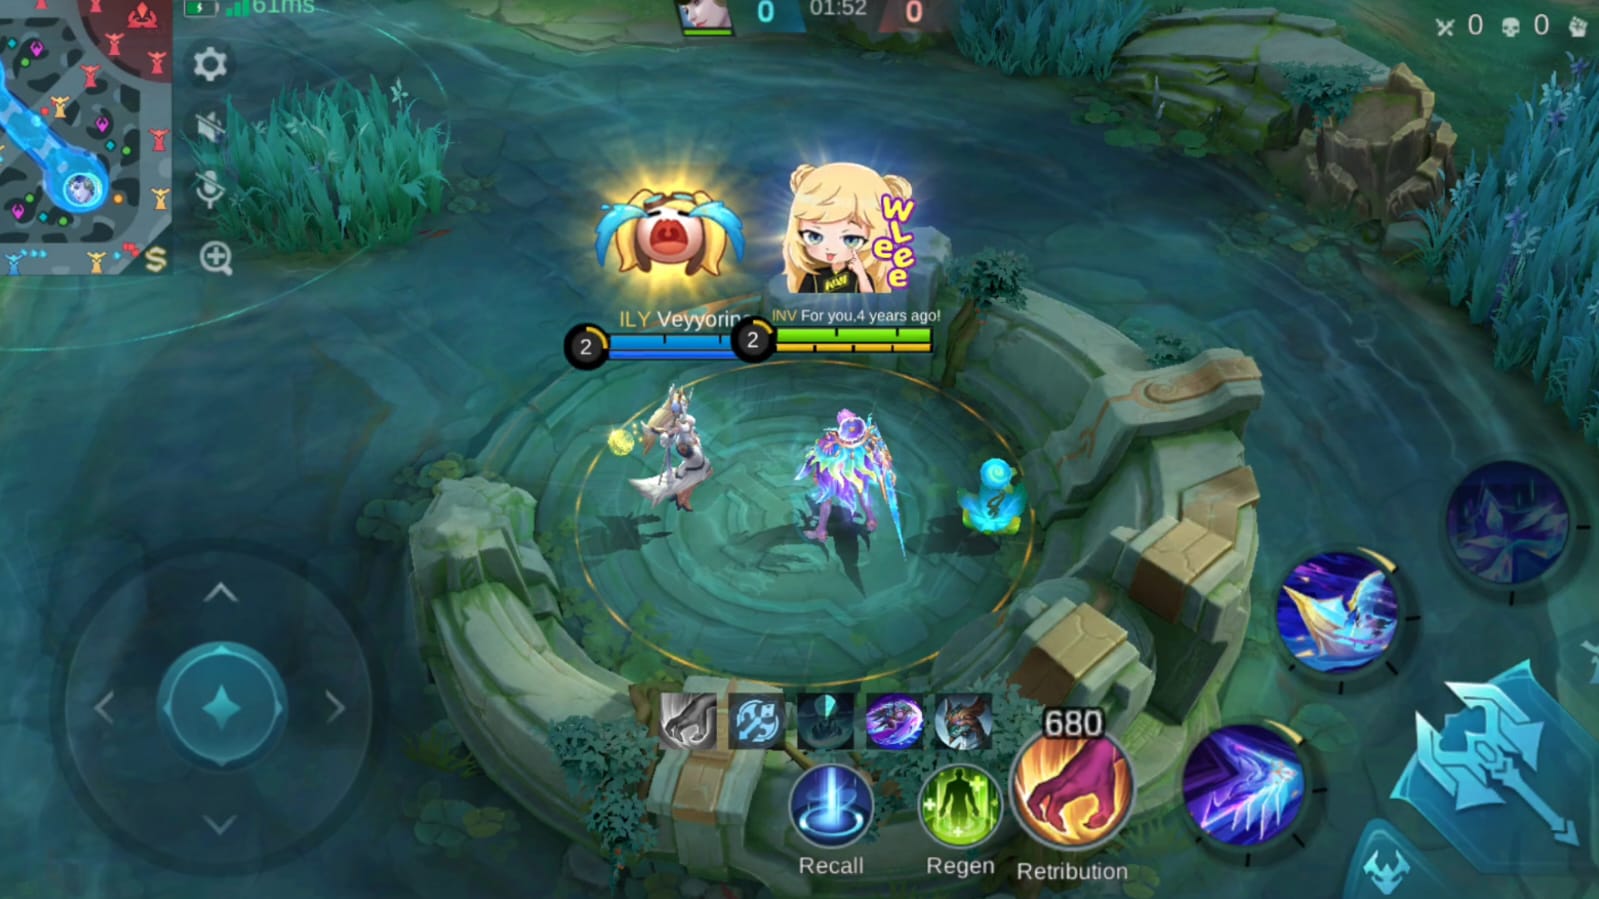 61ms
0 01:52 0
0 0
WLeeee
ILY Veyyorin
INV For you,4 years ago!
2 2
680
Recall
Regen
Retribution